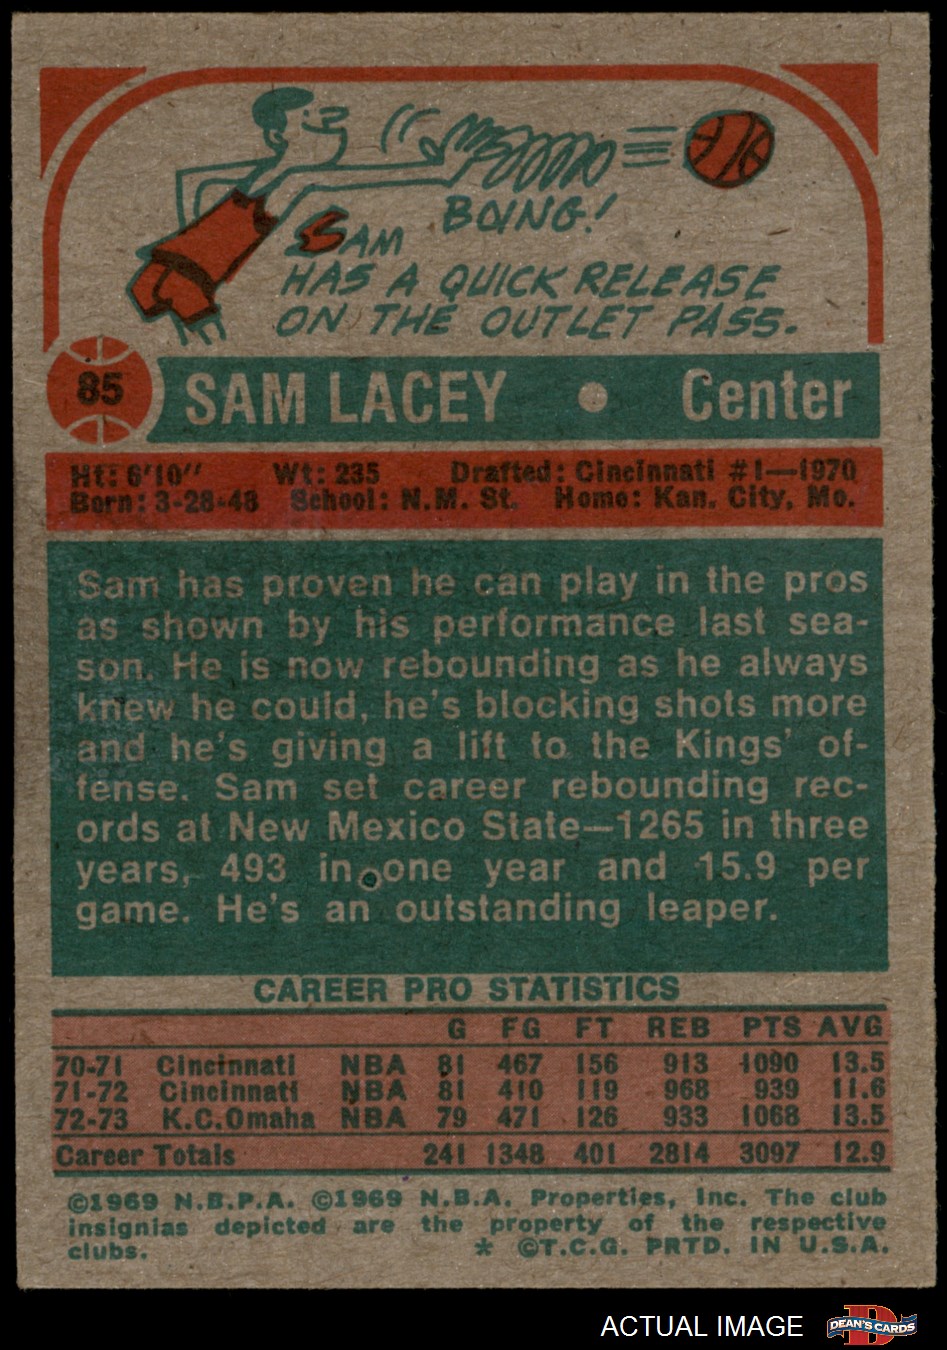 BOING!
SAM
HAS A QUICK RELEASE
ON THE OUTLET PASS.
85 SAM LACEY • Center
Ht: 6'10" Wt: 235 Drafted: Cincinnati #1—1970
Born: 3-28-48 School: N.M. St. Home: Kan. City, Mo.
Sam has proven he can play in the pros
as shown by his performance last sea-
son. He is now rebounding as he always
knew he could, he's blocking shots more
and he's giving a lift to the Kings' of-
fense. Sam set career rebounding rec-
ords at New Mexico State—1265 in three
years, 493 in one year and 15.9 per
game. He's an outstanding leaper.
CAREER PRO STATISTICS
G FG FT REB PTS AVG
70-71 Cincinnati NBA 81 467 156 913 1090 13.5
71-72 Cincinnati NBA 81 410 119 968 939 11.6
72-73 K.C.Omaha NBA 79 471 126 933 1068 13.5
Career Totals 241 1348 401 2814 3097 12.9
©1969 N.B.P.A. ©1969 N.B.A. Properties, Inc. The club
insignias depicted are the property of the respective
clubs. * ©T.C.G. PRTD. IN U.S.A.
ACTUAL IMAGE
D
DEAN'S CARDS